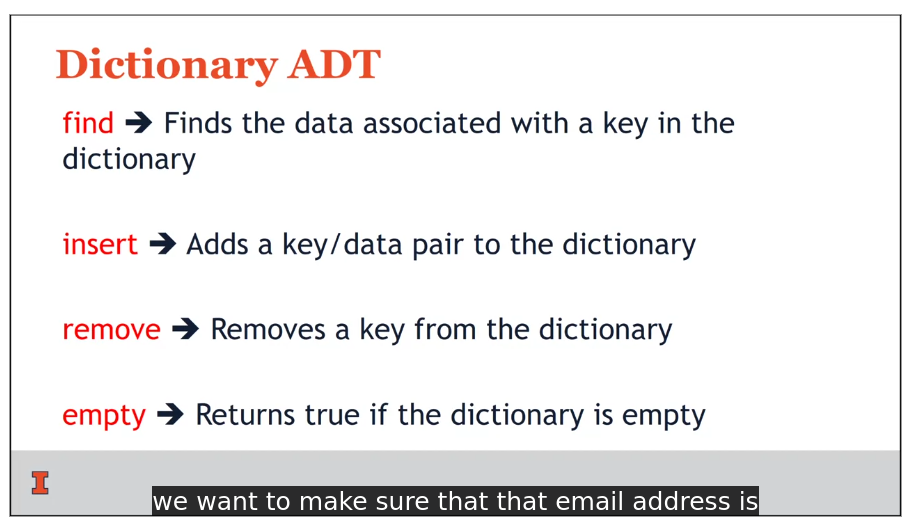 Dictionary ADT
find ➔ Finds the data associated with a key in the
dictionary
insert ➔ Adds a key/data pair to the dictionary
remove ➔ Removes a key from the dictionary
empty ➔ Returns true if the dictionary is empty
I
we want to make sure that that email address is